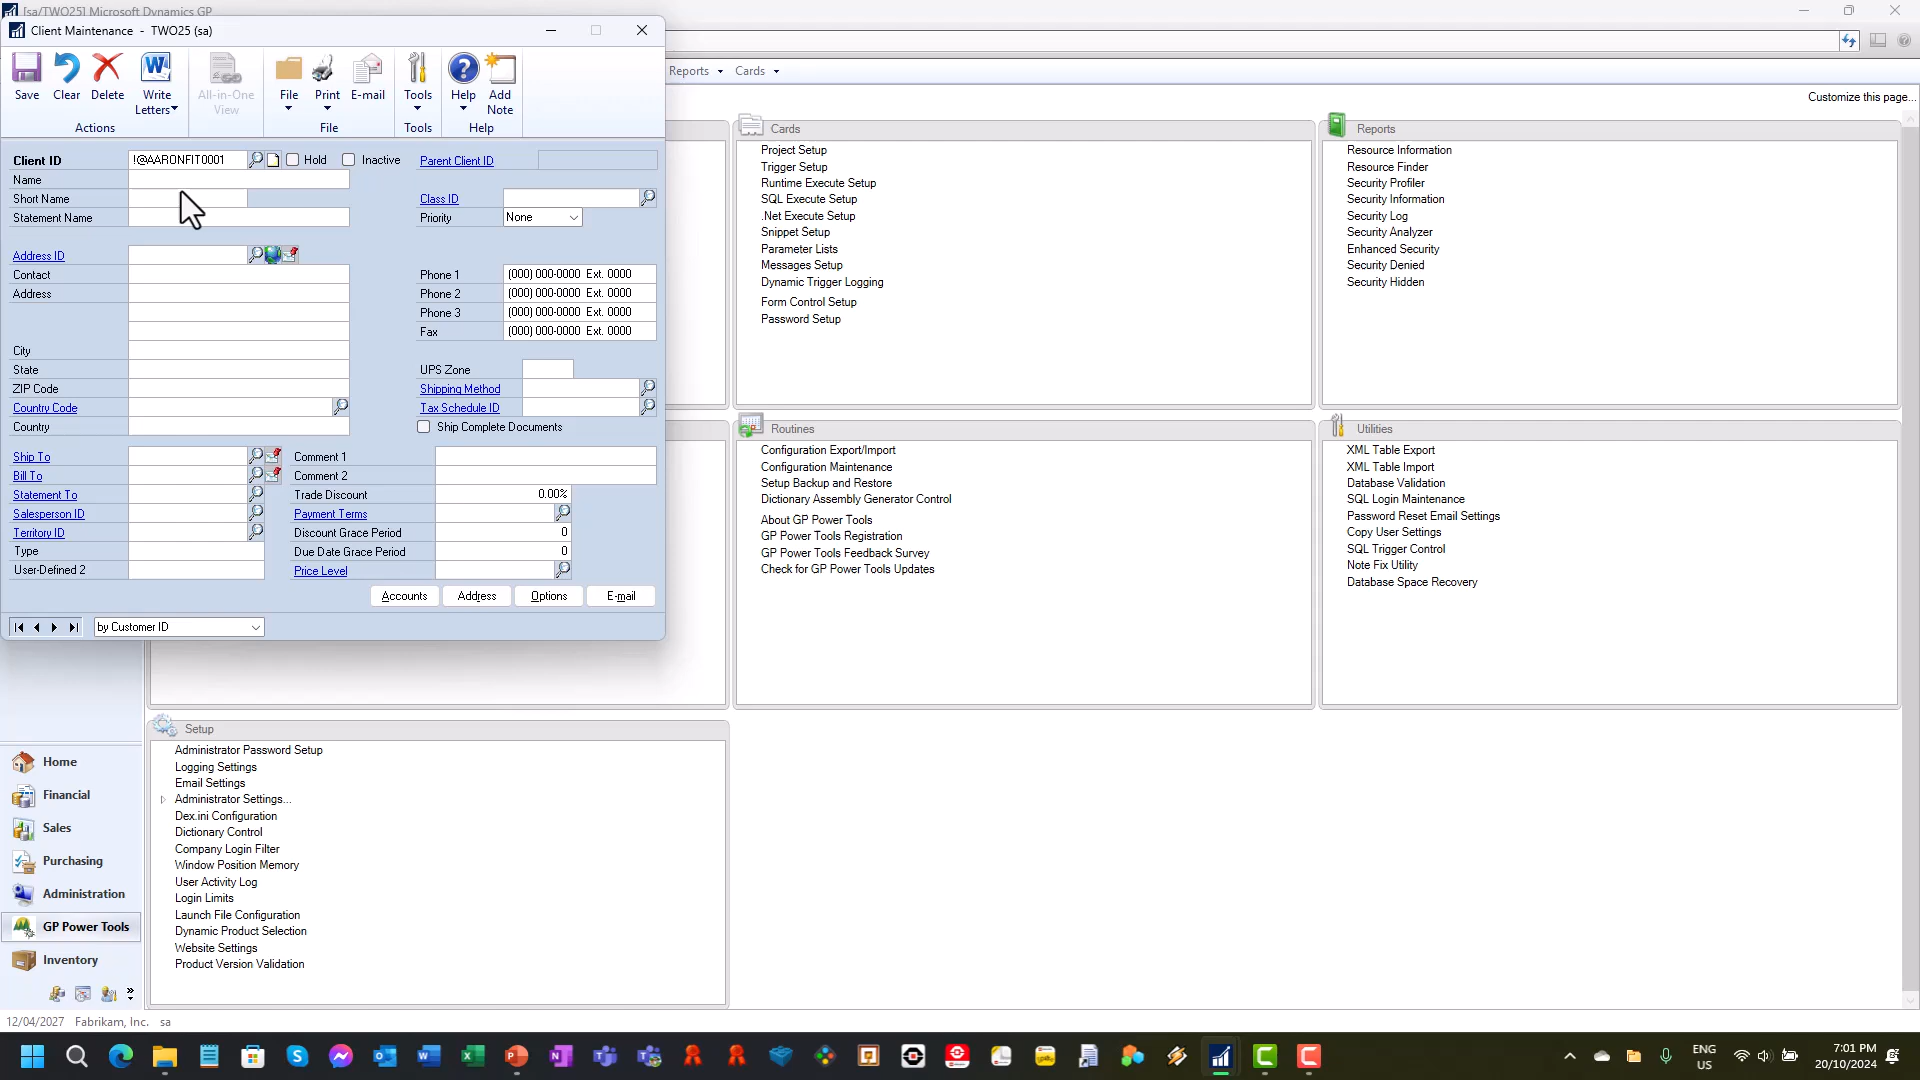 [sa/TWO25] Microsoft Dynamics GP
Client Maintenance - TWO25 (sa)
Save
Clear
Delete
Write
Letters
All-in-One
View
File
Print
E-mail
Tools
Help
Add
Note
Actions
File
Tools
Help
Client ID
!@AARONFIT0001
Hold
Inactive
Parent Client ID
Name
Short Name
Class ID
Statement Name
Priority
None
Address ID
Contact
Phone 1
(000) 000-0000 Ext. 0000
Address
Phone 2
(000) 000-0000 Ext. 0000
Phone 3
(000) 000-0000 Ext. 0000
Fax
(000) 000-0000 Ext. 0000
City
State
UPS Zone
ZIP Code
Shipping Method
Country Code
Tax Schedule ID
Country
Ship Complete Documents
Ship To
Comment 1
Bill To
Comment 2
Statement To
Trade Discount
0.00%
Salesperson ID
Payment Terms
Territory ID
Discount Grace Period
0
Type
Due Date Grace Period
0
User-Defined 2
Price Level
Accounts
Address
Options
E-mail
by Customer ID
Reports
Cards
Customize this page...
Cards
Project Setup
Trigger Setup
Runtime Execute Setup
SQL Execute Setup
.Net Execute Setup
Snippet Setup
Parameter Lists
Messages Setup
Dynamic Trigger Logging
Form Control Setup
Password Setup
Reports
Resource Information
Resource Finder
Security Profiler
Security Information
Security Log
Security Analyzer
Enhanced Security
Security Denied
Security Hidden
Routines
Configuration Export/Import
Configuration Maintenance
Setup Backup and Restore
Dictionary Assembly Generator Control
About GP Power Tools
GP Power Tools Registration
GP Power Tools Feedback Survey
Check for GP Power Tools Updates
Utilities
XML Table Export
XML Table Import
Database Validation
SQL Login Maintenance
Password Reset Email Settings
Copy User Settings
SQL Trigger Control
Note Fix Utility
Database Space Recovery
Setup
Administrator Password Setup
Logging Settings
Email Settings
Administrator Settings...
Dex.ini Configuration
Dictionary Control
Company Login Filter
Window Position Memory
User Activity Log
Login Limits
Launch File Configuration
Dynamic Product Selection
Website Settings
Product Version Validation
Home
Financial
Sales
Purchasing
Administration
GP Power Tools
Inventory
12/04/2027 Fabrikam, Inc. sa
ENG
US
7:01 PM
20/10/2024